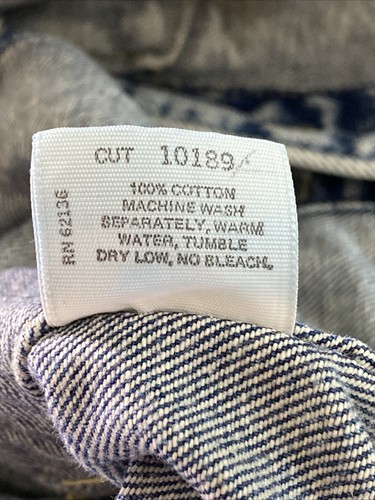 CUT 10189
100% COTTON
MACHINE WASH
SEPARATELY, WARM
WATER, TUMBLE
DRY LOW, NO BLEACH.
RN 62136